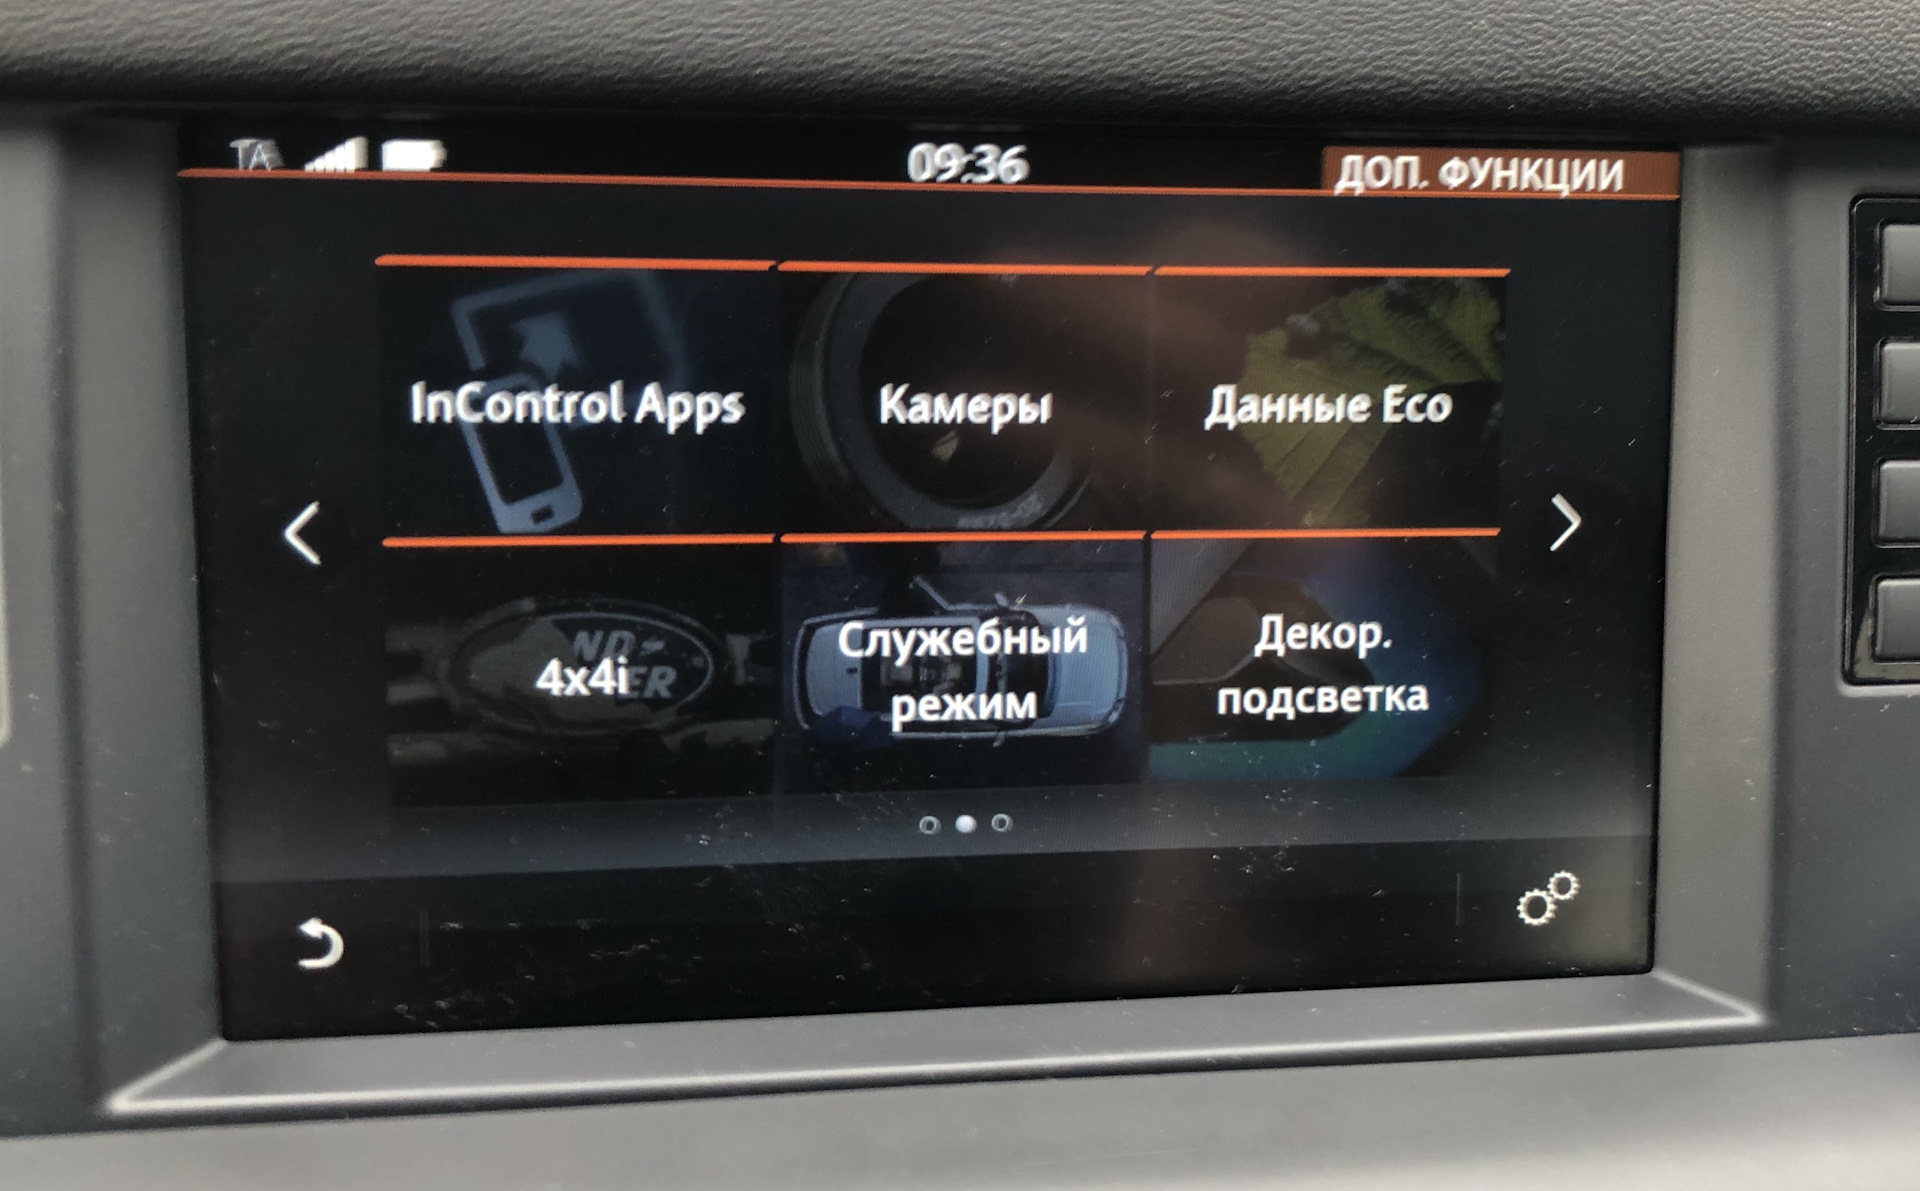 TA
09:36
ДОП. ФУНКЦИИ
InControl Apps
Камеры
Данные Eco
4x4i
Служебный
режим
Декор.
подсветка